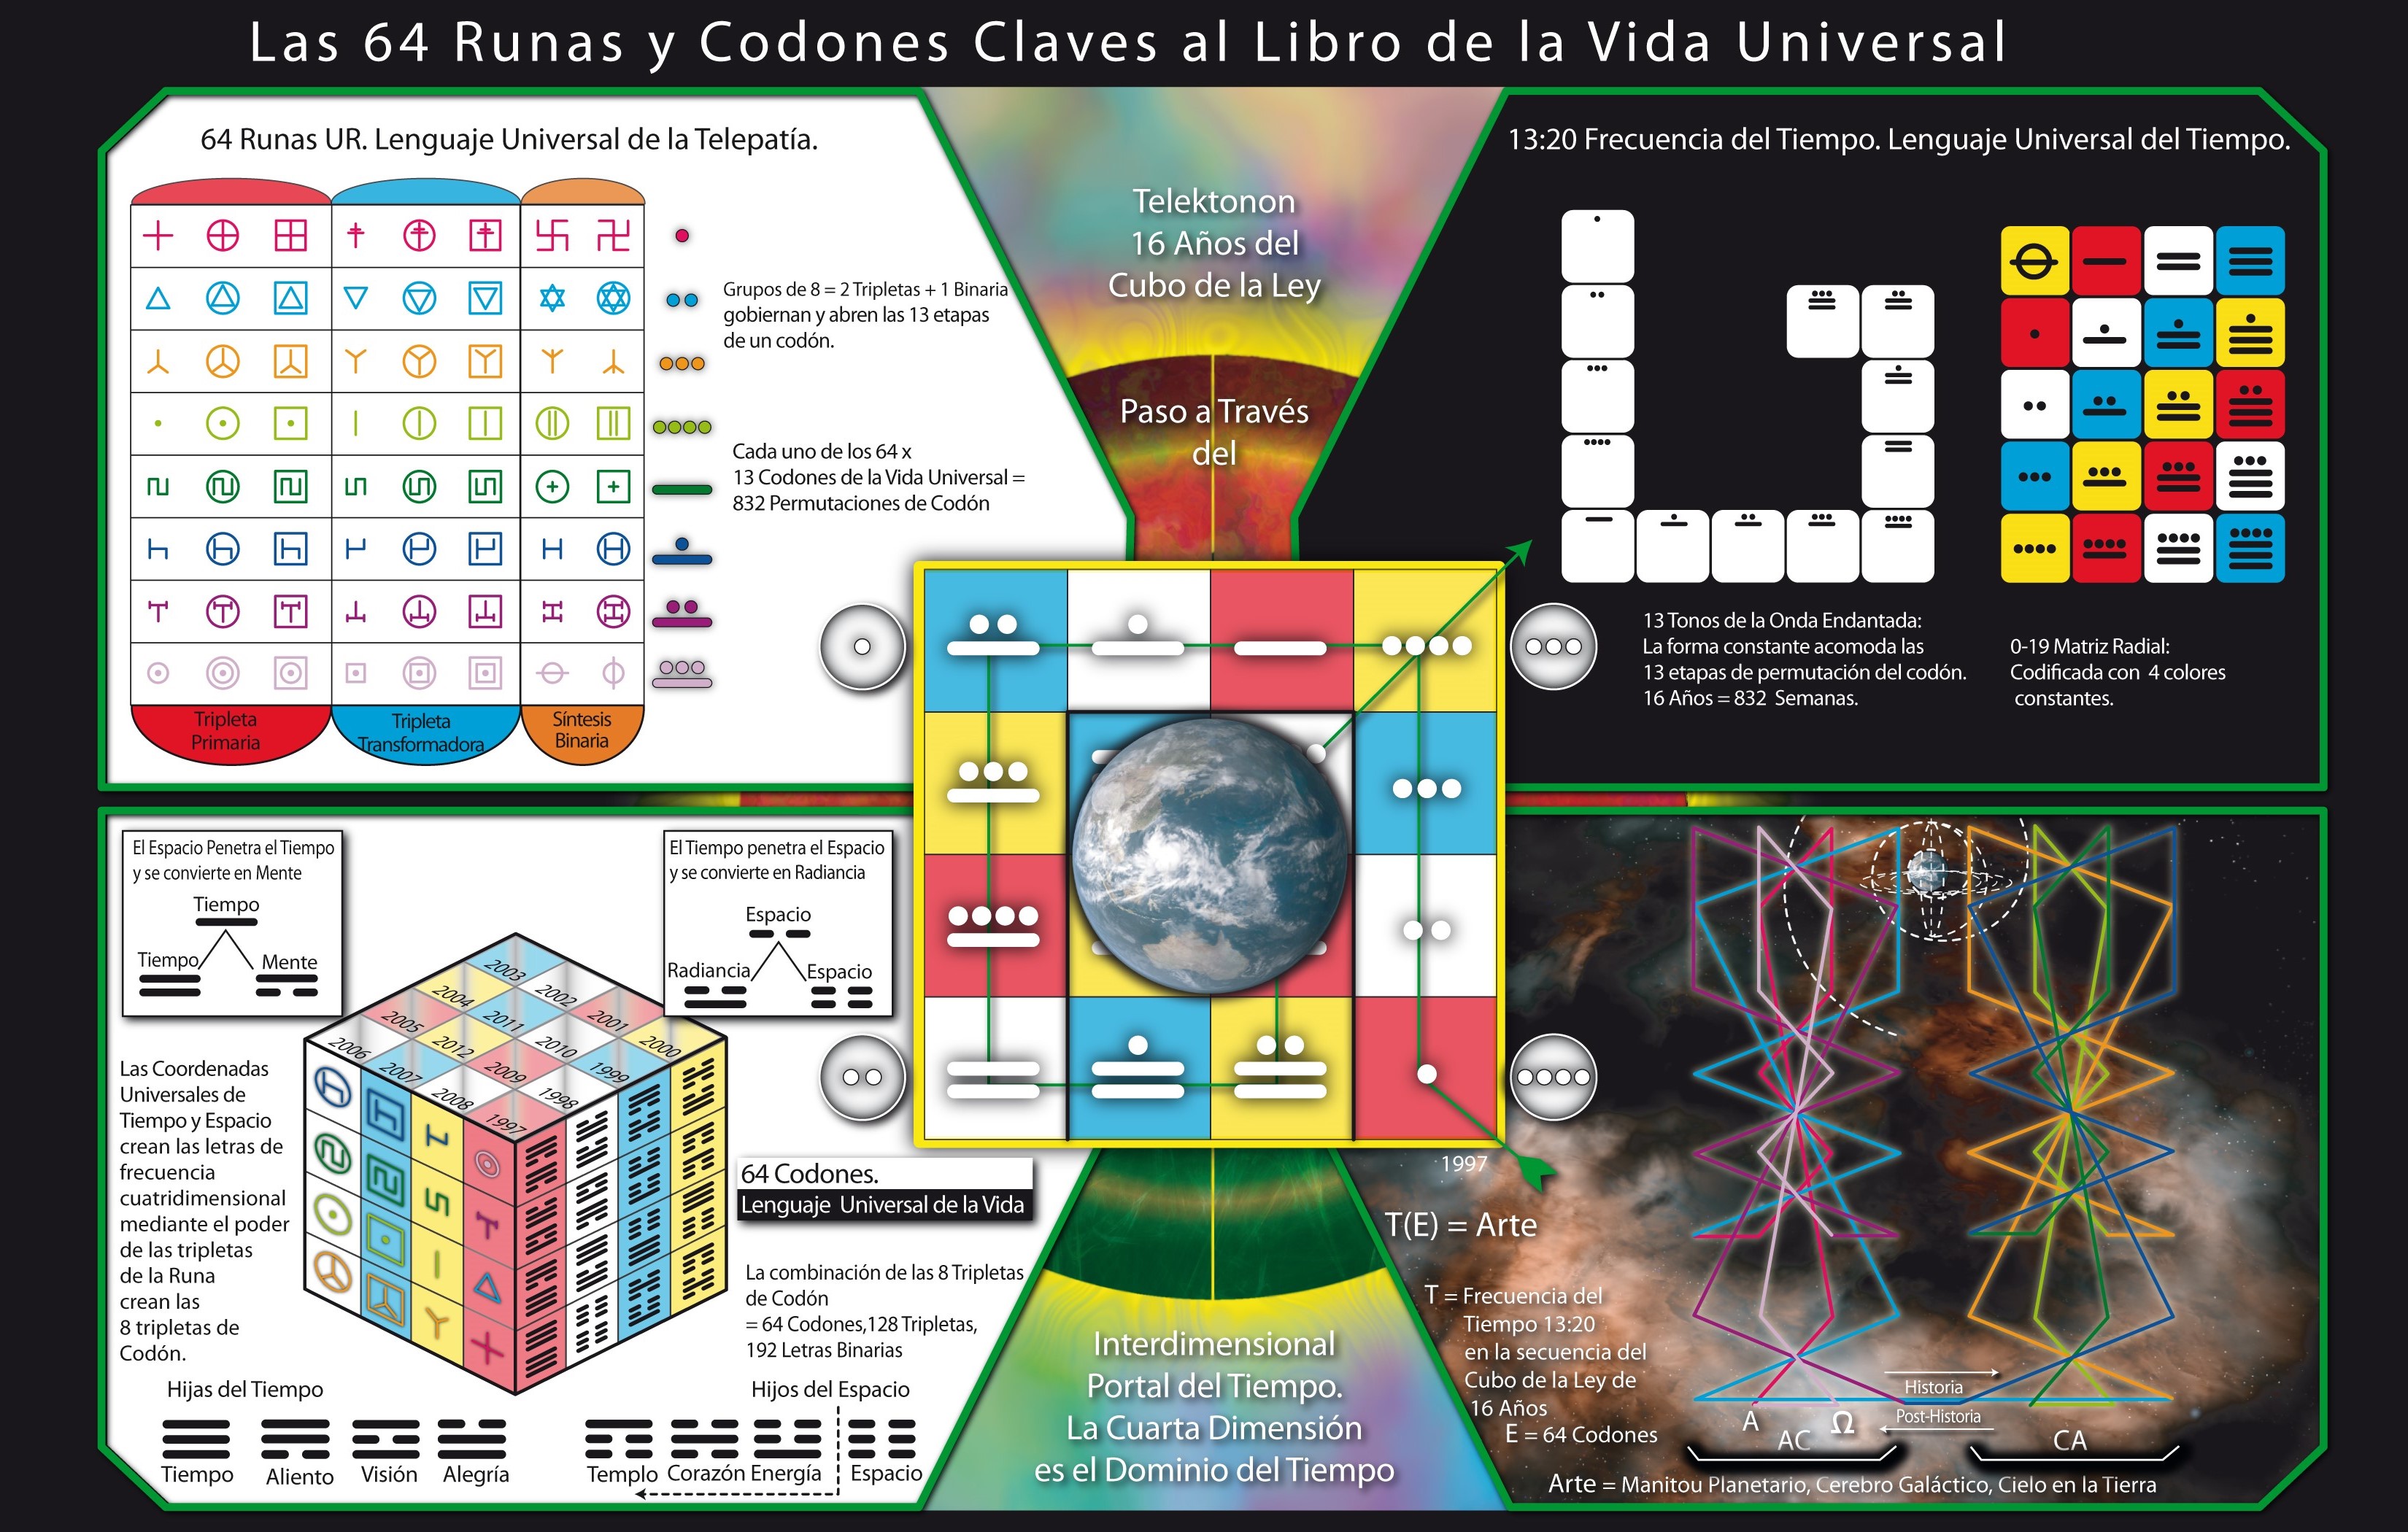 Las 64 Runas y Codones Claves al Libro de la Vida Universal
64 Runas UR. Lenguaje Universal de la Telepatía.
Grupos de 8 = 2 Tripletas + 1 Binaria
gobiernan y abren las 13 etapas
de un codón.
Cada uno de los 64 x
13 Codones de la Vida Universal =
832 Permutaciones de Codón
Tripleta
Primaria
Tripleta
Transformadora
Síntesis
Binaria
Telektonon
16 Años del
Cubo de la Ley
Paso a Través
del
13:20 Frecuencia del Tiempo. Lenguaje Universal del Tiempo.
13 Tonos de la Onda Endantada:
La forma constante acomoda las
13 etapas de permutación del codón.
16 Años = 832 Semanas.
0-19 Matriz Radial:
Codificada con 4 colores
constantes.
El Espacio Penetra el Tiempo
y se convierte en Mente
Tiempo
Tiempo
Mente
El Tiempo penetra el Espacio
y se convierte en Radiancia
Espacio
Radiancia
Espacio
2003
2004
2002
2005
2011
2001
2006
2012
2010
2000
2007
2009
1999
2008
1998
1997
Las Coordenadas
Universales de
Tiempo y Espacio
crean las letras de
frecuencia
cuatridimensional
mediante el poder
de las tripletas
de la Runa
crean las
8 tripletas de
Codón.
64 Codones.
Lenguaje Universal de la Vida
La combinación de las 8 Tripletas
de Codón
= 64 Codones,128 Tripletas,
192 Letras Binarias
Hijas del Tiempo
Tiempo
Aliento
Visión
Alegría
Hijos del Espacio
Templo
Corazón
Energía
Espacio
Interdimensional
Portal del Tiempo.
La Cuarta Dimensión
es el Dominio del Tiempo
1997
T(E) = Arte
T = Frecuencia del
Tiempo 13:20
en la secuencia del
Cubo de la Ley de
16 Años
E = 64 Codones
Historia
Post-Historia
A
Ω
AC
CA
Arte = Manitou Planetario, Cerebro Galáctico, Cielo en la Tierra